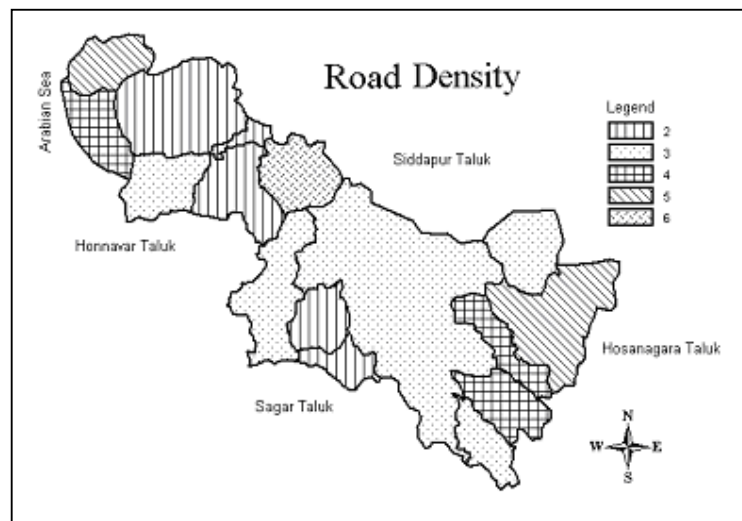 Road Density
Arabian Sea
Legend
2
3
4
5
6
Siddapur Taluk
Honnavar Taluk
Hosanagara Taluk
Sagar Taluk
N
W E
S